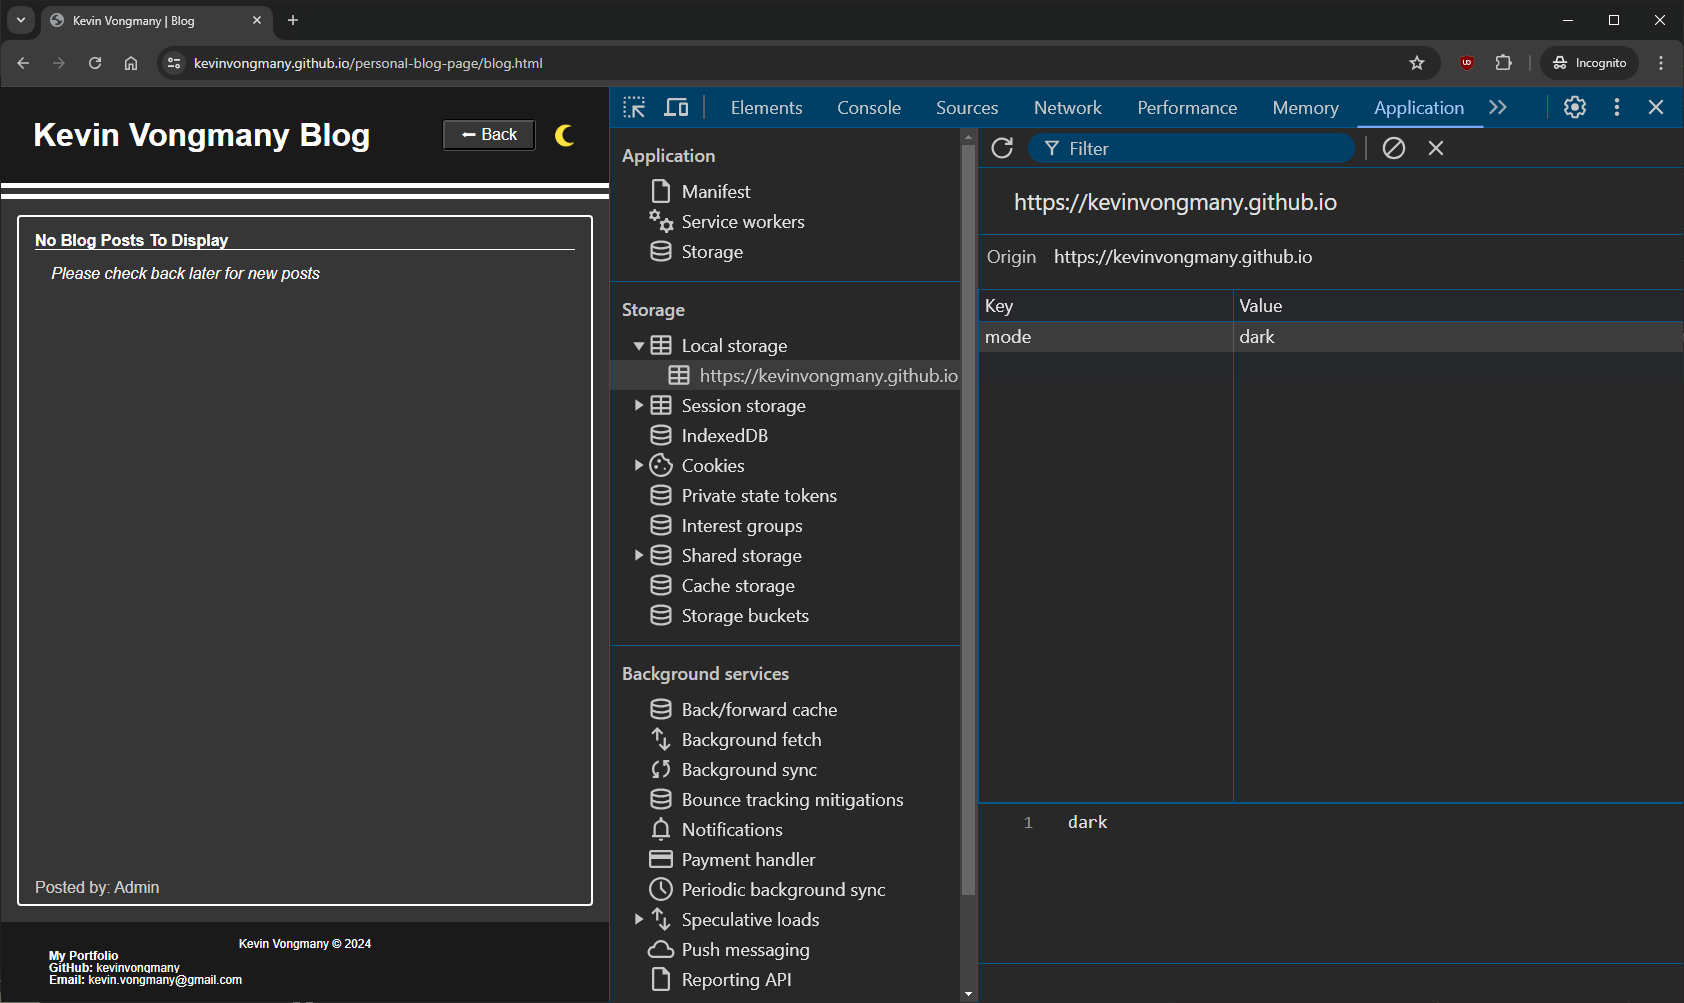 Kevin Vongmany | Blog
kevinvongmany.github.io/personal-blog-page/blog.html
Incognito
Kevin Vongmany Blog
← Back
No Blog Posts To Display
Please check back later for new posts
Posted by: Admin
Kevin Vongmany © 2024
My Portfolio
GitHub: kevinvongmany
Email: kevin.vongmany@gmail.com
Elements
Console
Sources
Network
Performance
Memory
Application
Application
Manifest
Service workers
Storage
Storage
Local storage
https://kevinvongmany.github.io
Session storage
IndexedDB
Cookies
Private state tokens
Interest groups
Shared storage
Cache storage
Storage buckets
Background services
Back/forward cache
Background fetch
Background sync
Bounce tracking mitigations
Notifications
Payment handler
Periodic background sync
Speculative loads
Push messaging
Reporting API
Filter
https://kevinvongmany.github.io
Origin https://kevinvongmany.github.io
Key Value
mode dark
1 dark